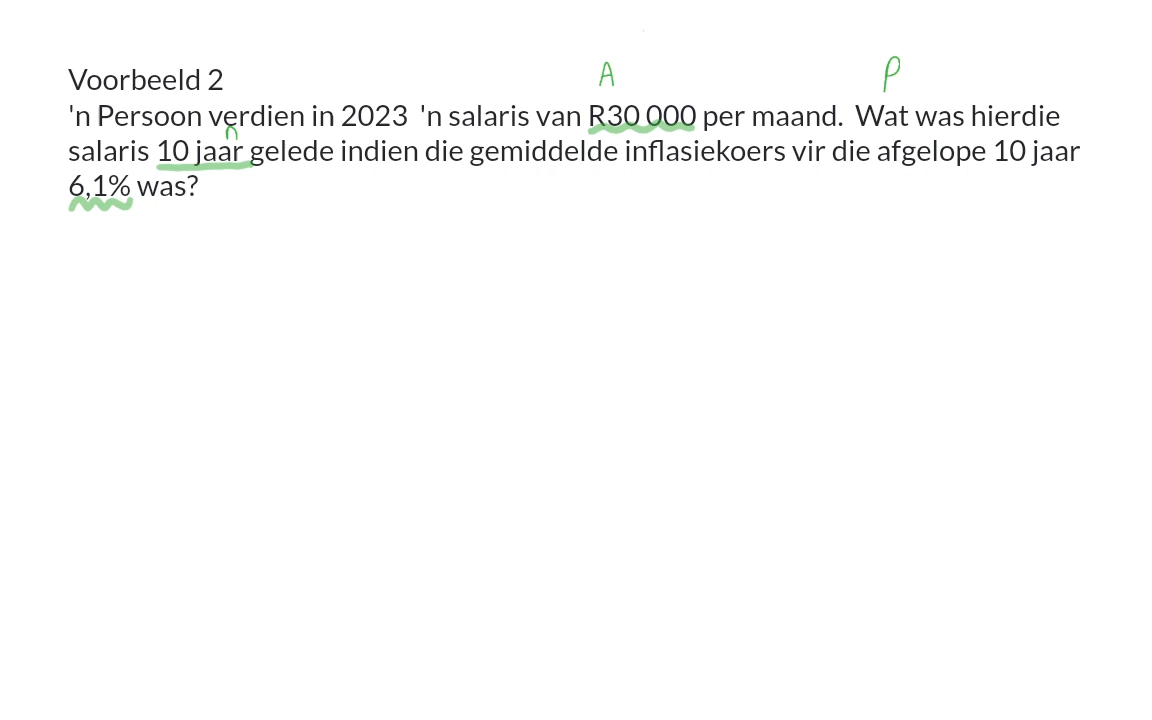 A P
Voorbeeld 2
'n Persoon verdien in 2023 'n salaris van R30 000 per maand. Wat was hierdie
n
salaris 10 jaar gelede indien die gemiddelde inflasiekoers vir die afgelope 10 jaar
6,1% was?